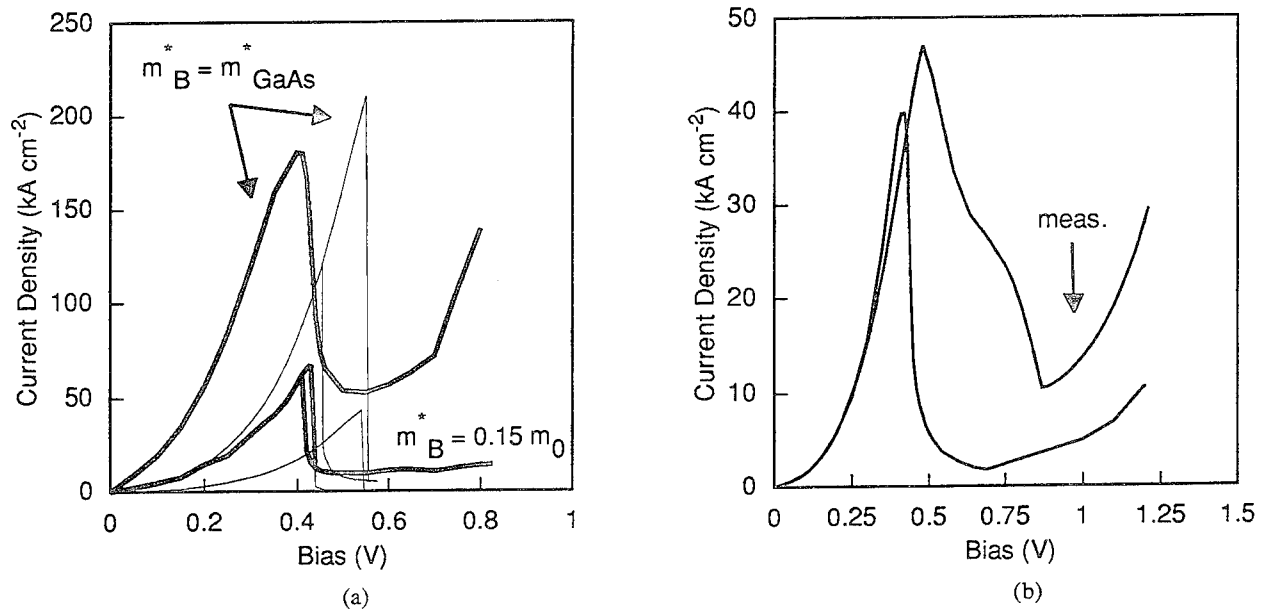 250
200
150
100
50
0
Current Density (kA cm-2)
m*B = m*GaAs
m*B = 0.15 m0
0 0.2 0.4 0.6 0.8 1
Bias (V)
(a)
50
40
30
20
10
0
Current Density (kA cm-2)
meas.
0 0.25 0.5 0.75 1 1.25 1.5
Bias (V)
(b)